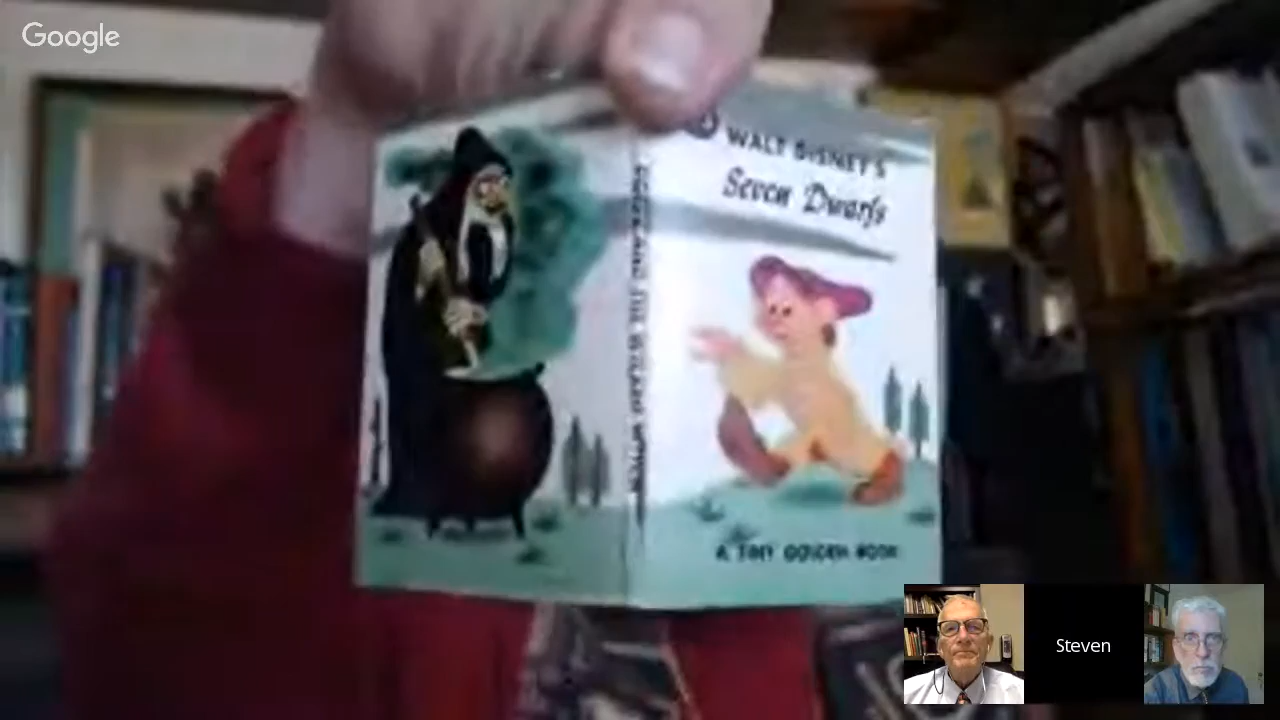 Google
WALT DISNEY'S
Seven Dwarfs
A TINY GOLDEN BOOK
Steven